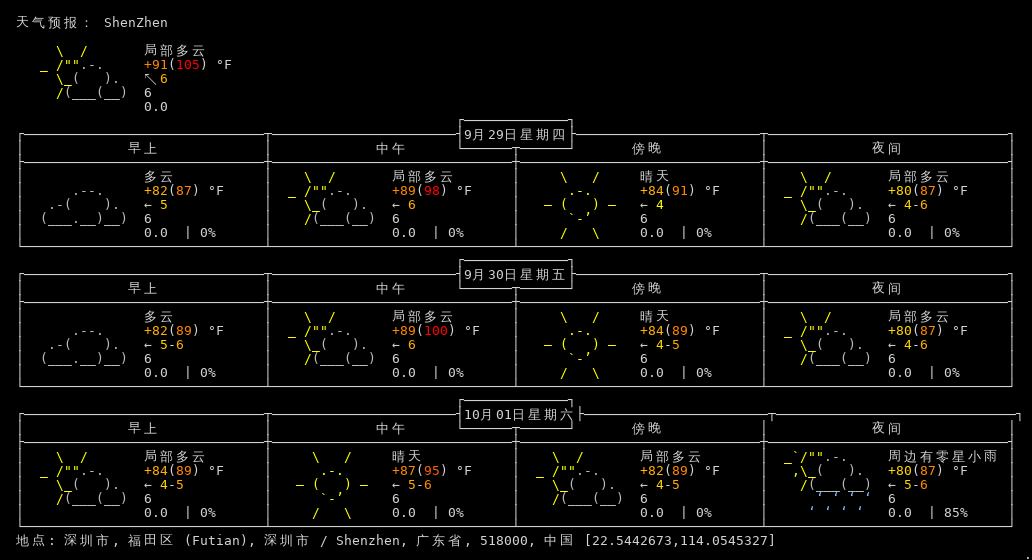 天气预报： ShenZhen
局部多云
+91(105) °F
↖ 6
6
0.0
9月29日星期四
早上 中午 傍晚 夜间
多云 局部多云 晴天 局部多云
+82(87) °F +89(98) °F +84(91) °F +80(87) °F
← 5 ← 6 ← 4 ← 4-6
6 6 6 6
0.0 | 0% 0.0 | 0% 0.0 | 0% 0.0 | 0%
9月30日星期五
早上 中午 傍晚 夜间
多云 局部多云 晴天 局部多云
+82(89) °F +89(100) °F +84(89) °F +80(87) °F
← 5-6 ← 6 ← 4-5 ← 4-6
6 6 6 6
0.0 | 0% 0.0 | 0% 0.0 | 0% 0.0 | 0%
10月01日星期六
早上 中午 傍晚 夜间
局部多云 晴天 局部多云 周边有零星小雨
+84(89) °F +87(95) °F +82(89) °F +80(87) °F
← 4-5 ← 5-6 ← 4-5 ← 5-6
6 6 6 6
0.0 | 0% 0.0 | 0% 0.0 | 0% 0.0 | 85%
地点: 深圳市, 福田区 (Futian), 深圳市 / Shenzhen, 广东省, 518000, 中国 [22.5442673,114.0545327]